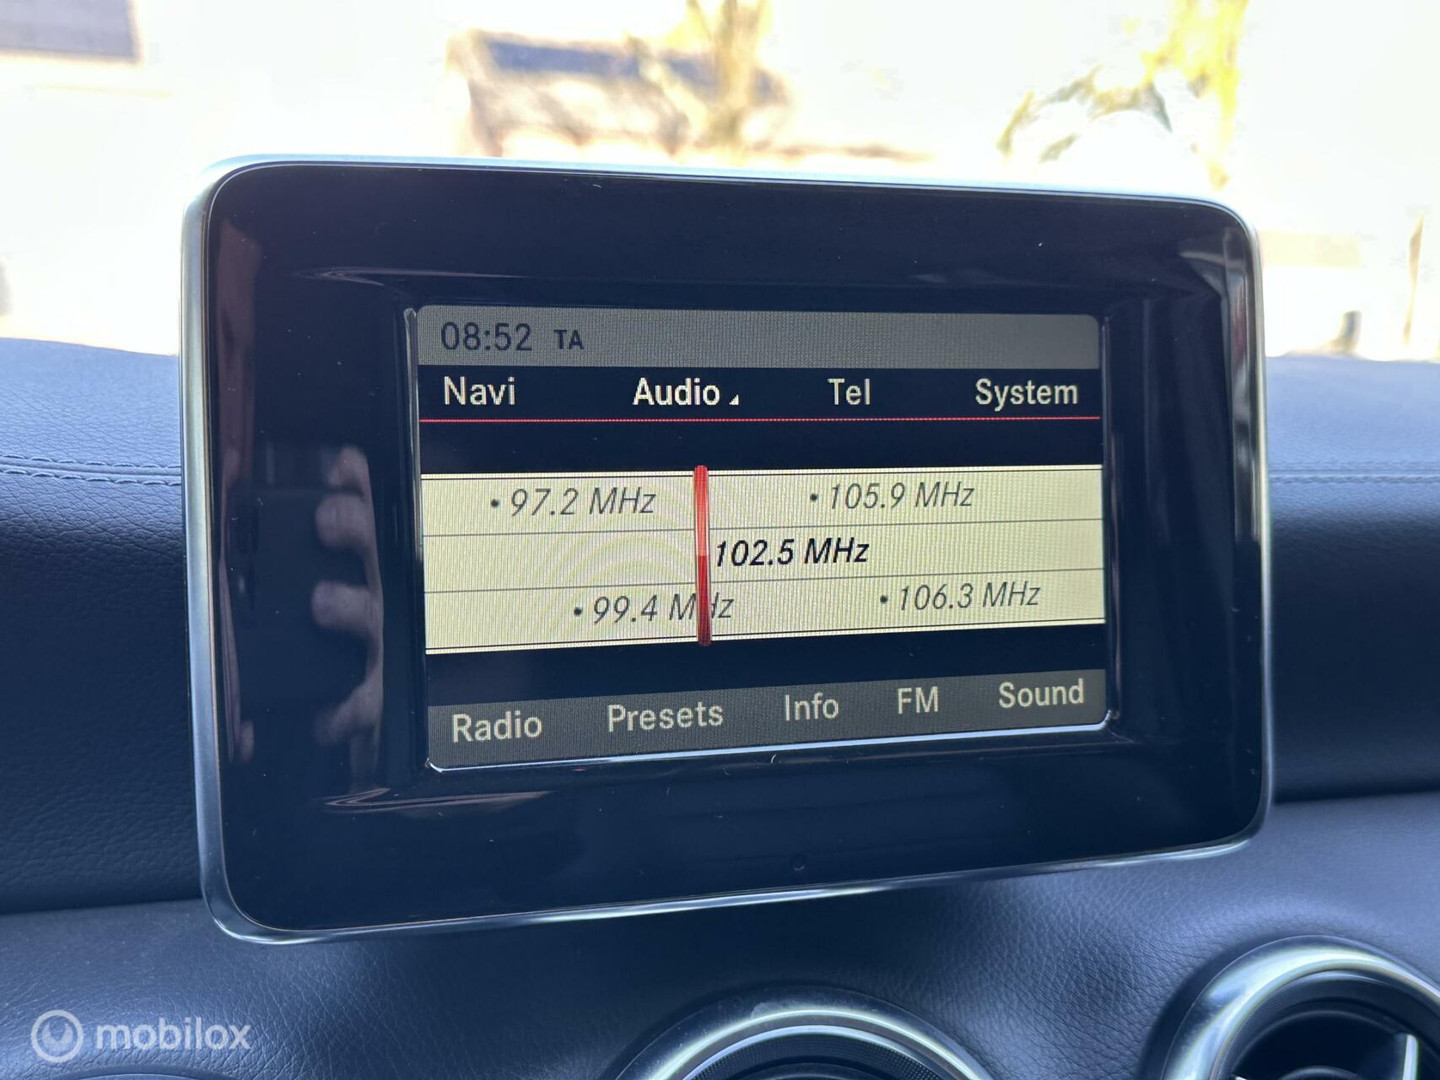 08:52 TA
Navi Audio Tel System
• 97.2 MHz • 105.9 MHz
102.5 MHz
• 99.4 MHz • 106.3 MHz
Radio Presets Info FM Sound
mobilox